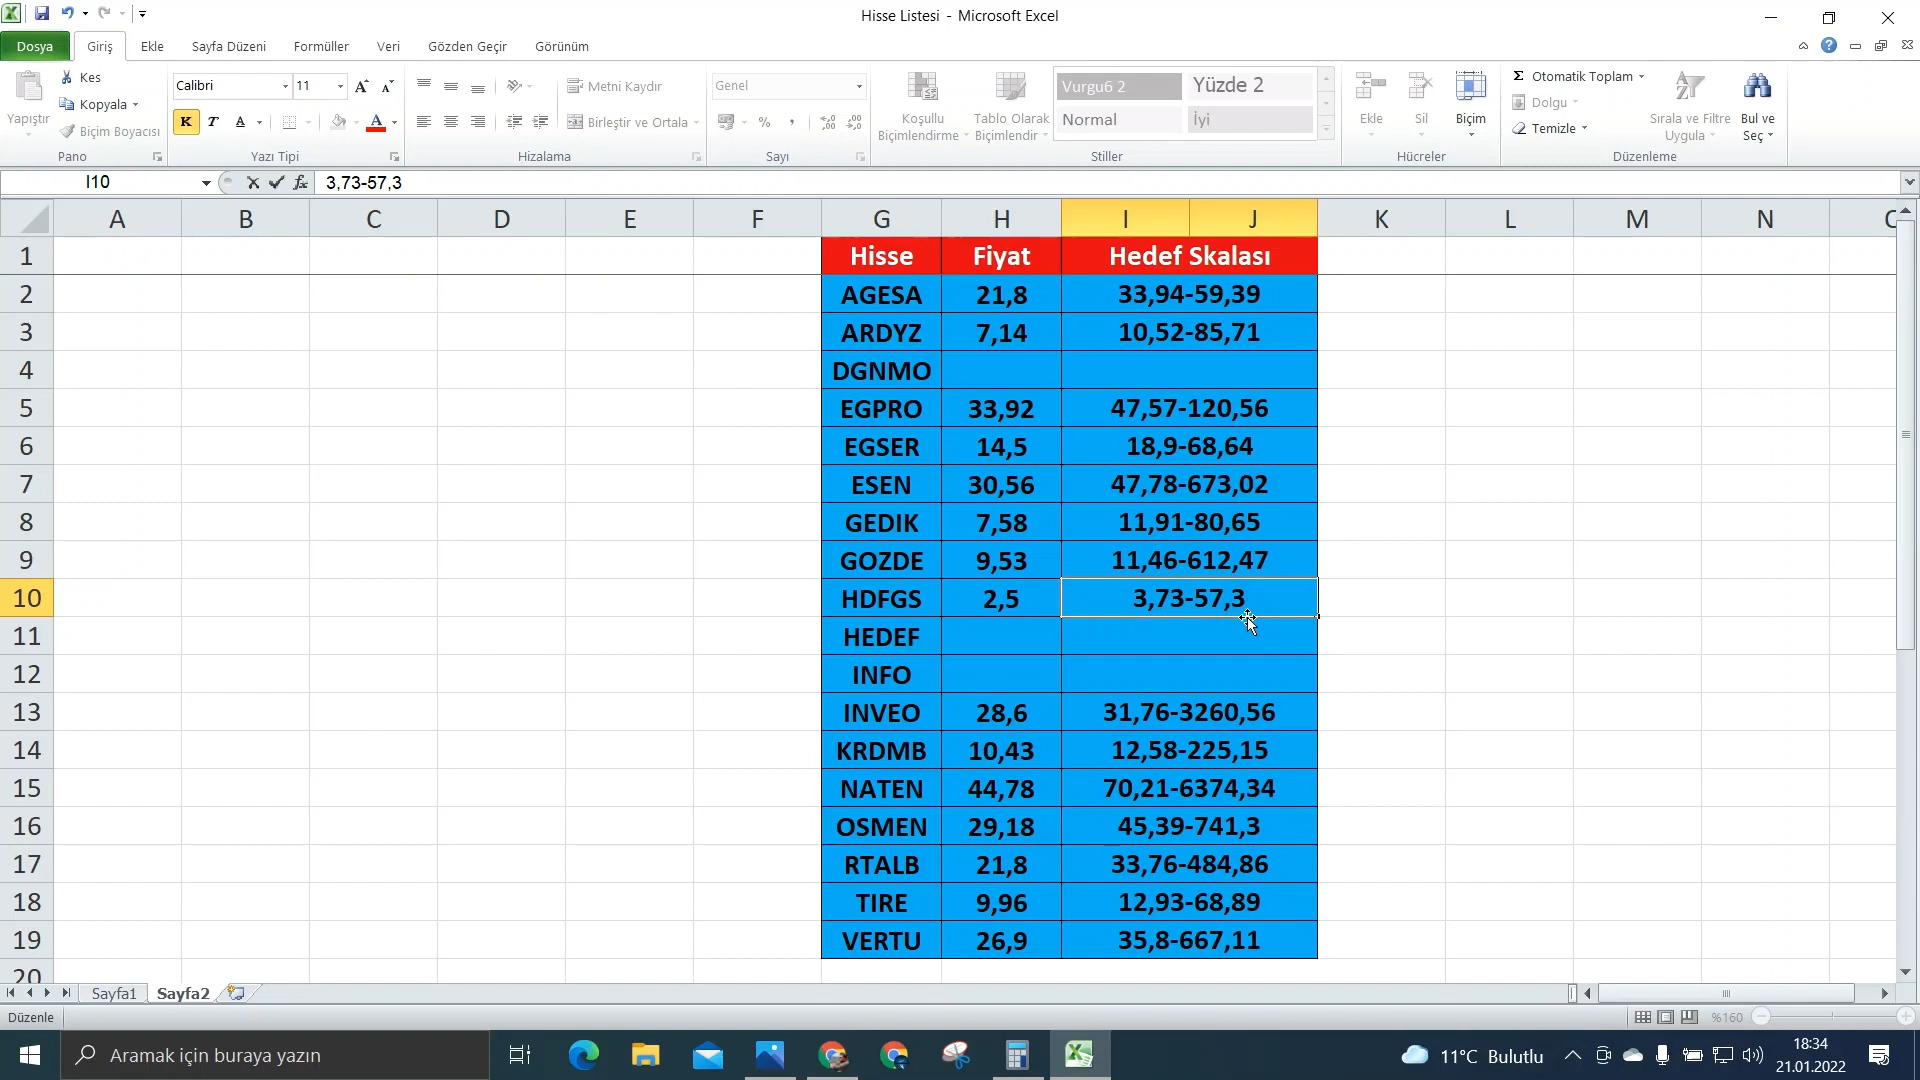 Hisse Listesi - Microsoft Excel
Dosya Giriş Ekle Sayfa Düzeni Formüller Veri Gözden Geçir Görünüm
Yapıştır
Kes
Kopyala
Biçim Boyacısı
Pano
Calibri 11
K T A A
Yazı Tipi
Metni Kaydır
Birleştir ve Ortala
Hizalama
Genel
%
Sayı
Koşullu Biçimlendirme
Tablo Olarak Biçimlendir
Vurgu6 2 Yüzde 2
Normal İyi
Stiller
Ekle Sil Biçim
Hücreler
Σ Otomatik Toplam
Dolgu
Temizle
Sırala ve Filtre Uygula
Bul ve Seç
Düzenleme
I10 fx 3,73-57,3
A B C D E F G H I J K L M N
1 Hisse Fiyat Hedef Skalası
2 AGESA 21,8 33,94-59,39
3 ARDYZ 7,14 10,52-85,71
4 DGNMO
5 EGPRO 33,92 47,57-120,56
6 EGSER 14,5 18,9-68,64
7 ESEN 30,56 47,78-673,02
8 GEDIK 7,58 11,91-80,65
9 GOZDE 9,53 11,46-612,47
10 HDFGS 2,5 3,73-57,3
11 HEDEF
12 INFO
13 INVEO 28,6 31,76-3260,56
14 KRDMB 10,43 12,58-225,15
15 NATEN 44,78 70,21-6374,34
16 OSMEN 29,18 45,39-741,3
17 RTALB 21,8 33,76-484,86
18 TIRE 9,96 12,93-68,89
19 VERTU 26,9 35,8-667,11
20
Sayfa1 Sayfa2
Düzenle %160
Aramak için buraya yazın
11°C Bulutlu
18:34
21.01.2022